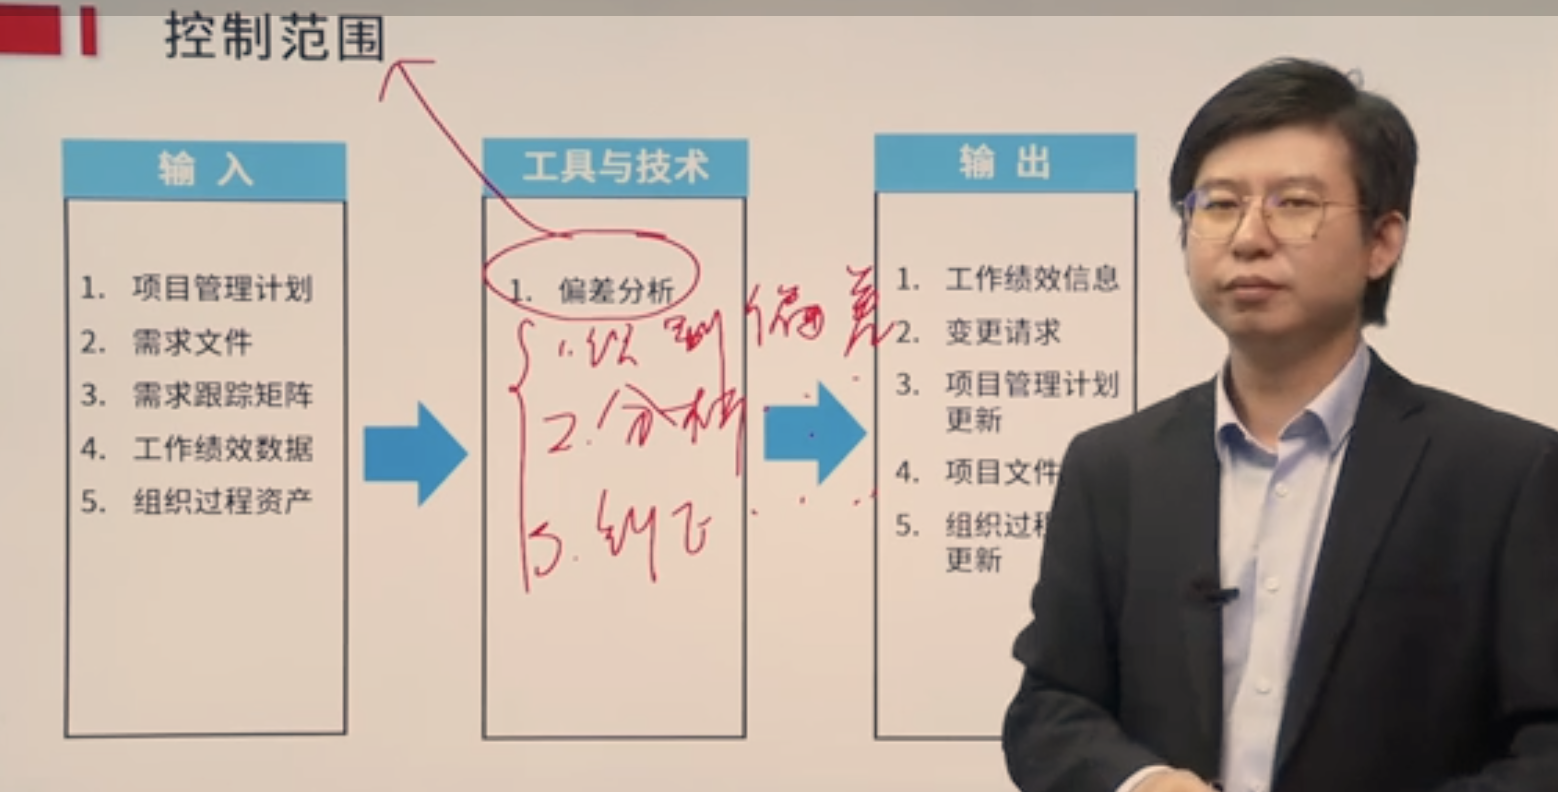 控制范围
输 入
1. 项目管理计划
2. 需求文件
3. 需求跟踪矩阵
4. 工作绩效数据
5. 组织过程资产
工具与技术
1. 偏差分析
1. 识别偏差
2. 分析
3. 纠正
输 出
1. 工作绩效信息
2. 变更请求
3. 项目管理计划
更新
4. 项目文件
5. 组织过程
更新